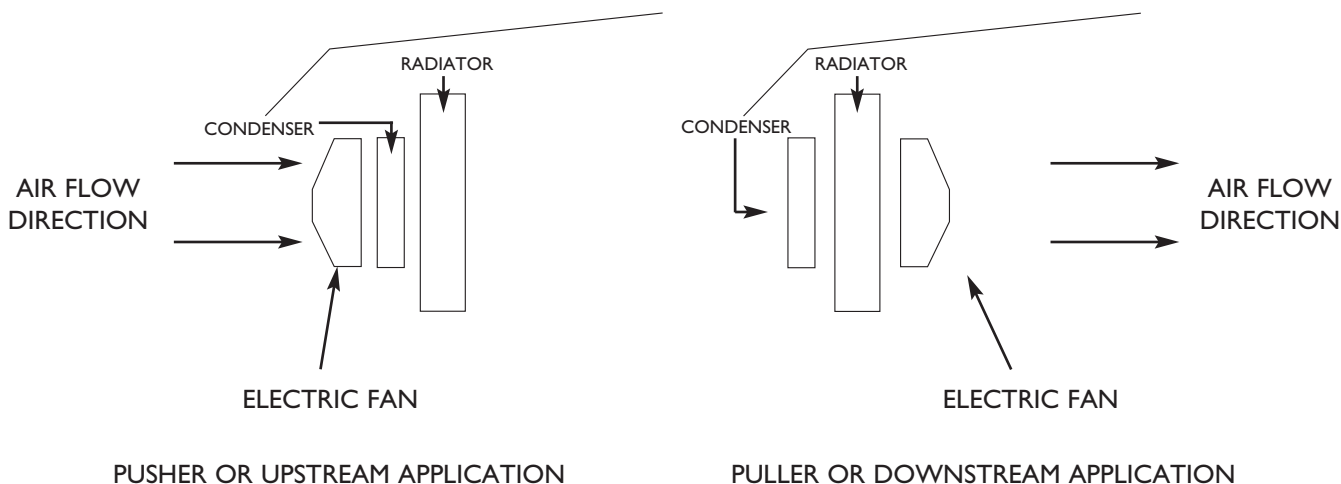 RADIATOR
CONDENSER
AIR FLOW
DIRECTION
ELECTRIC FAN
PUSHER OR UPSTREAM APPLICATION
RADIATOR
CONDENSER
AIR FLOW
DIRECTION
ELECTRIC FAN
PULLER OR DOWNSTREAM APPLICATION